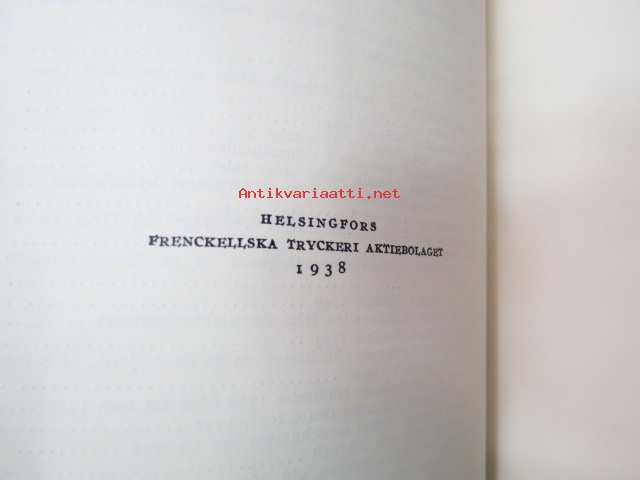 Antikvariaatti.net
HELSINGFORS
FRENCKELLSKA TRYCKERI AKTIEBOLAGET
1938